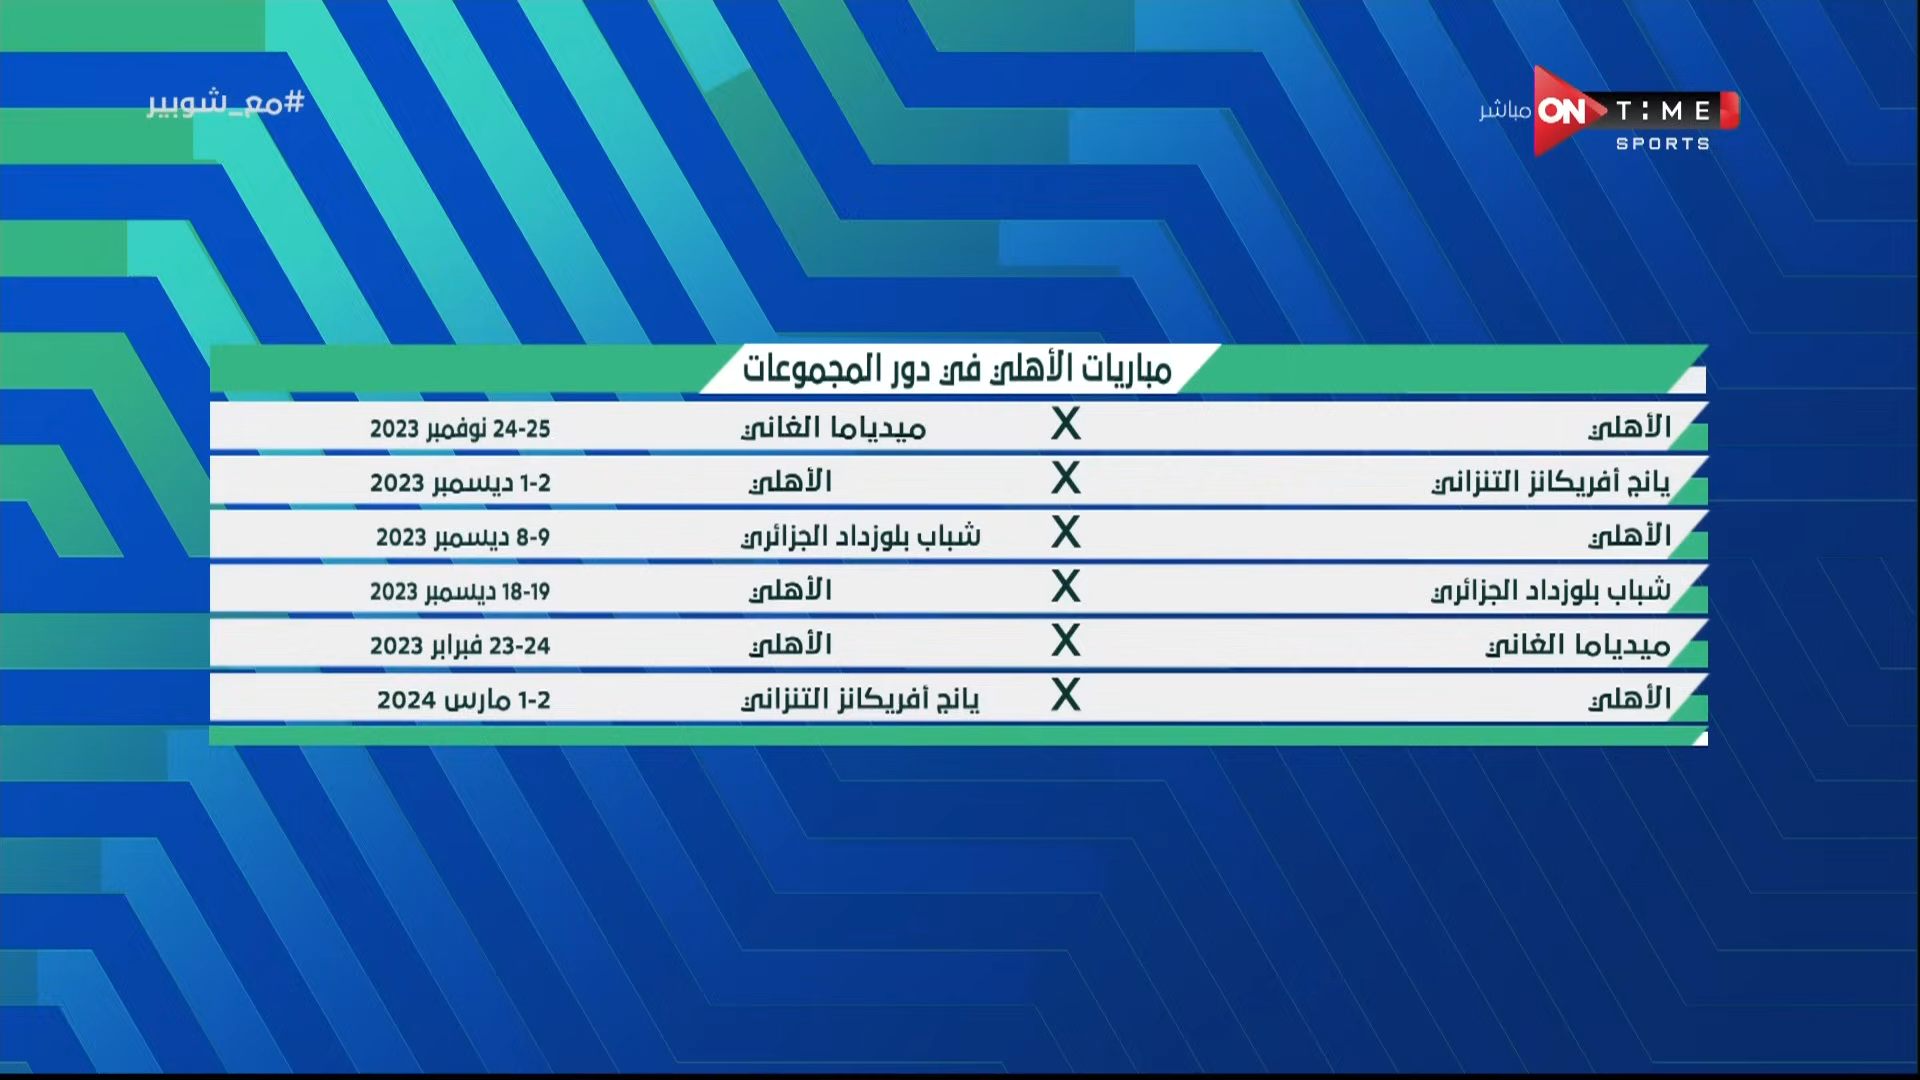 #مع_شوبير
مباشر ON TIME
SPORTS
مباريات الأهلي في دور المجموعات
الأهلي X ميدياما الغاني 24-25 نوفمبر 2023
يانج أفريكانز التنزاني X الأهلي 1-2 ديسمبر 2023
الأهلي X شباب بلوزداد الجزائري 8-9 ديسمبر 2023
شباب بلوزداد الجزائري X الأهلي 18-19 ديسمبر 2023
ميدياما الغاني X الأهلي 23-24 فبراير 2023
الأهلي X يانج أفريكانز التنزاني 1-2 مارس 2024